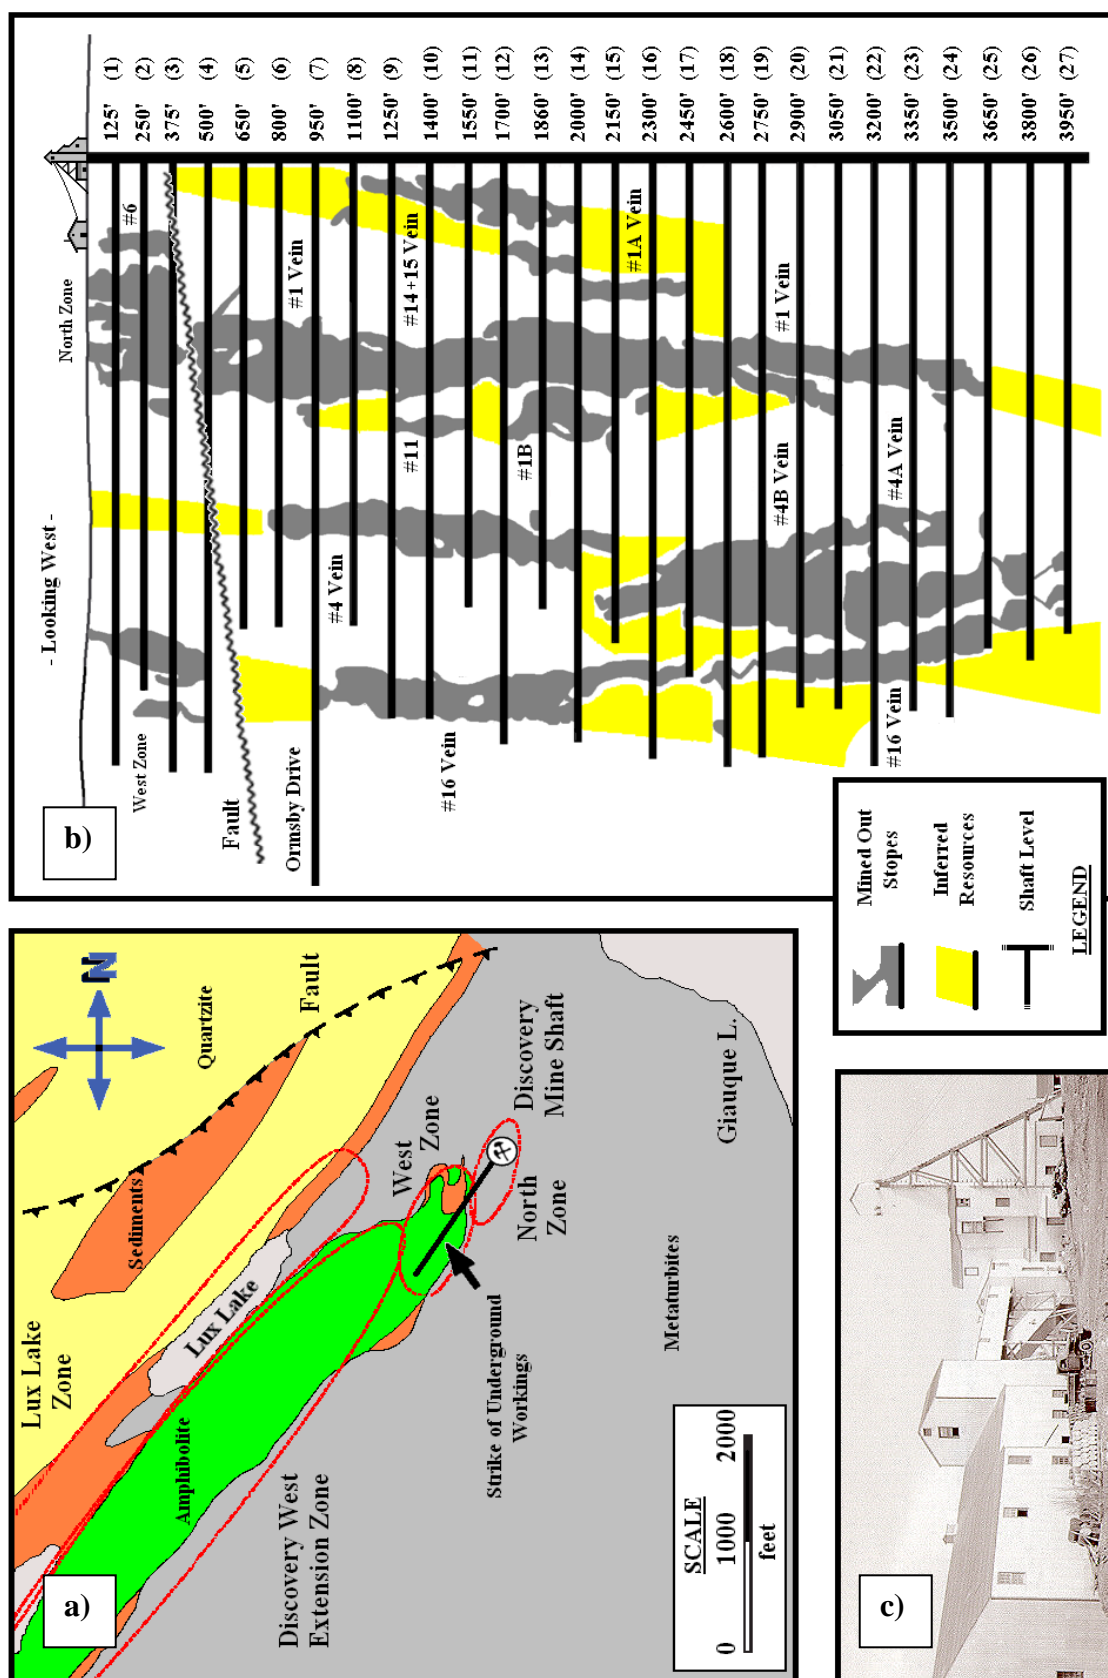 a)
Lux Lake
Zone
Sediments
Quartzite
N
Fault
Lux Lake
Amphibolite
West
Zone
Discovery
Mine Shaft
North
Zone
Giauque L.
Discovery West
Extension Zone
Strike of Underground
Workings
Metaturbites
SCALE
0 1000 2000
feet
b)
- Looking West -
North Zone
West Zone
Fault
Ormsby Drive
125' (1)
250' (2)
375' (3)
500' (4)
650' (5)
800' (6)
950' (7)
1100' (8)
1250' (9)
1400' (10)
1550' (11)
1700' (12)
1860' (13)
2000' (14)
2150' (15)
2300' (16)
2450' (17)
2600' (18)
2750' (19)
2900' (20)
3050' (21)
3200' (22)
3350' (23)
3500' (24)
3650' (25)
3800' (26)
3950' (27)
#6
#1 Vein
#14+15 Vein
#1A Vein
#1 Vein
#11
#1B
#4 Vein
#4B Vein
#4A Vein
#16 Vein
#16 Vein
Mined Out
Stopes
Inferred
Resources
Shaft Level
LEGEND
c)